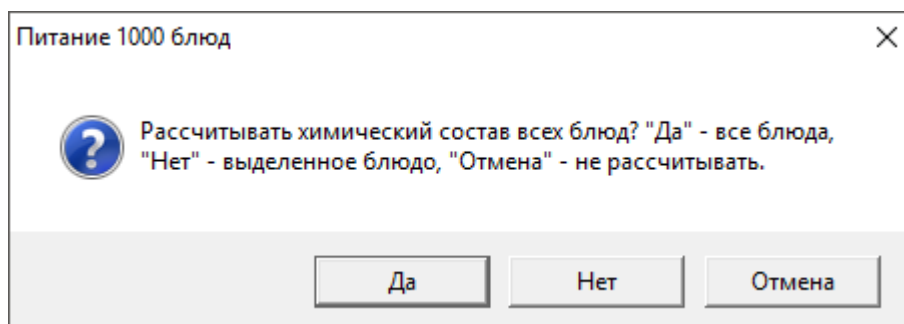 Питание 1000 блюд
Рассчитывать химический состав всех блюд? "Да" - все блюда,
"Нет" - выделенное блюдо, "Отмена" - не рассчитывать.
Да Нет Отмена